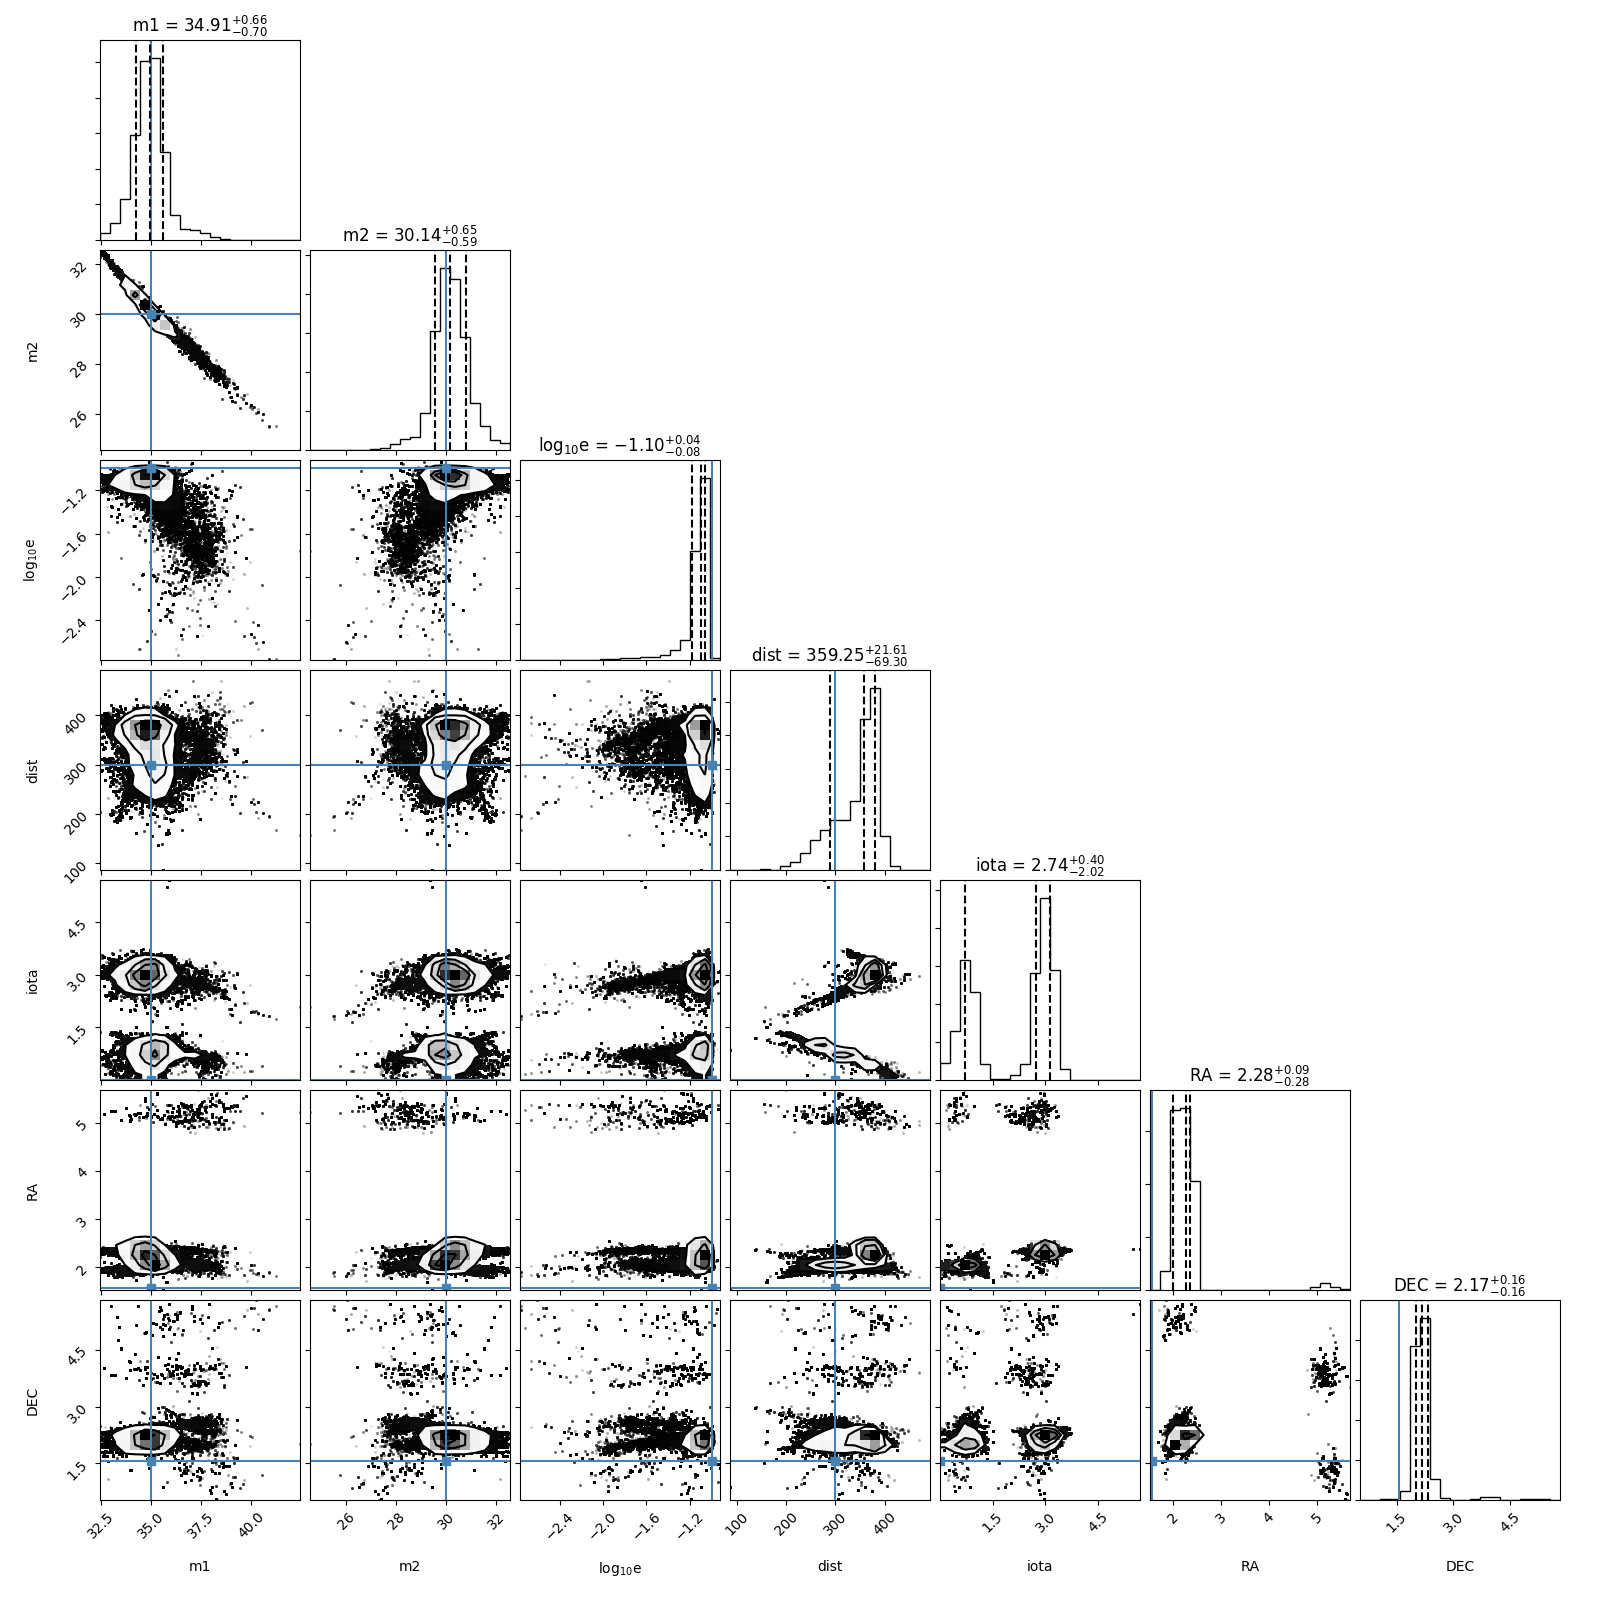 m1 = 34.91 +0.66 −0.70
m2 = 30.14 +0.65 −0.59
log10e = −1.10 +0.04 −0.08
dist = 359.25 +21.61 −69.30
iota = 2.74 +0.40 −2.02
RA = 2.28 +0.09 −0.28
DEC = 2.17 +0.16 −0.16
m2
32
30
28
26
log10e
−1.2
−1.6
−2.0
−2.4
dist
400
300
200
100
iota
4.5
3.0
1.5
RA
5
4
3
2
DEC
4.5
3.0
1.5
32.5 35.0 37.5 40.0
26 28 30 32
−2.4 −2.0 −1.6 −1.2
100 200 300 400
1.5 3.0 4.5
2 3 4 5
1.5 3.0 4.5
m1 m2 log10e dist iota RA DEC